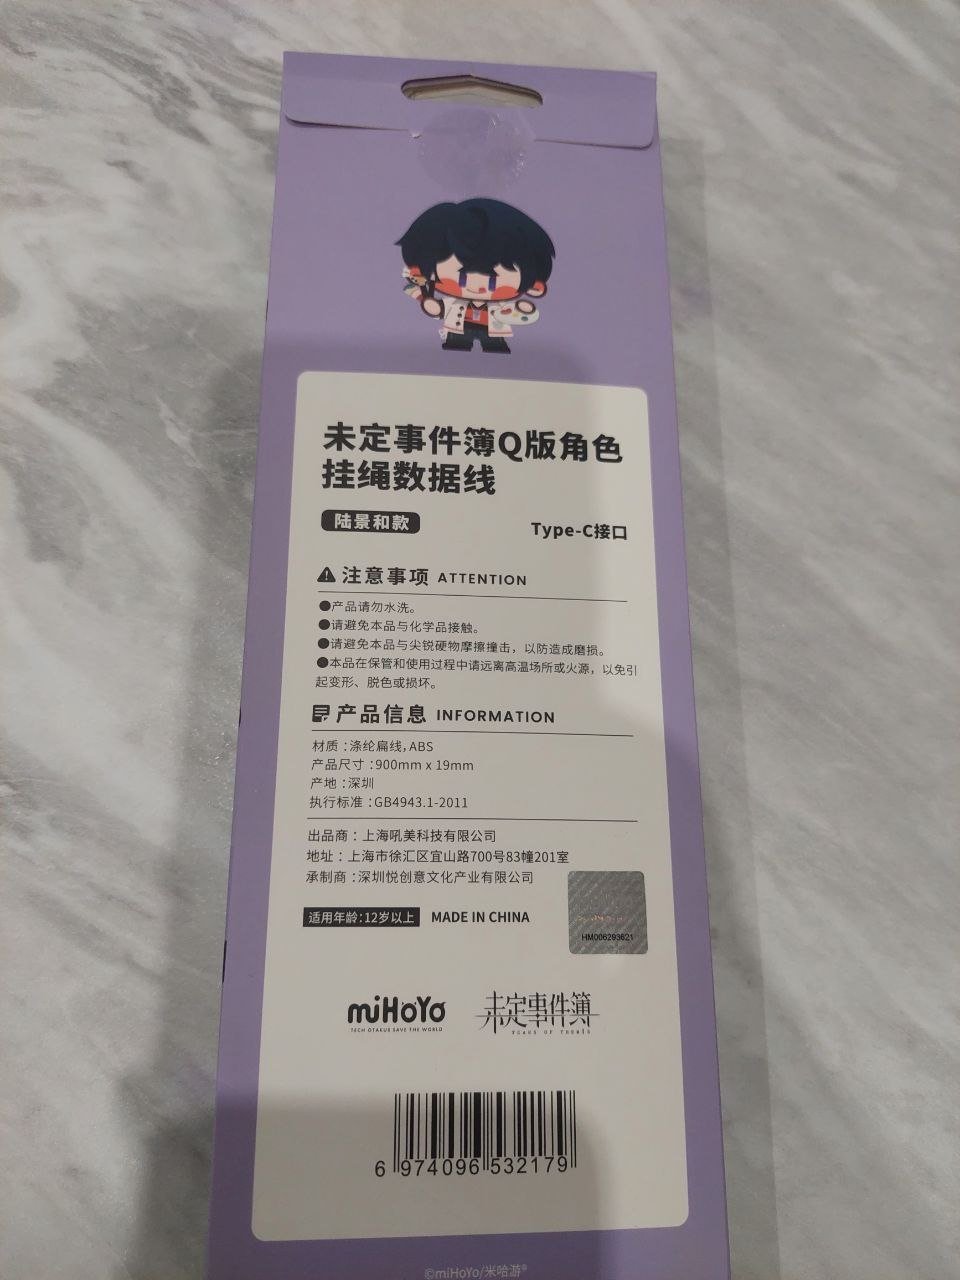 未定事件簿Q版角色
挂绳数据线
陆景和款
Type-C接口
注意事项 ATTENTION
●产品请勿水洗。
●请避免本品与化学品接触。
●请避免本品与尖锐硬物摩擦撞击，以防造成磨损。
●本品在保管和使用过程中请远离高温场所或火源，以免引
起变形、脱色或损坏。
产品信息 INFORMATION
材质：涤纶扁线，ABS
产品尺寸：900mm x 19mm
产地：深圳
执行标准：GB4943.1-2011
出品商：上海吼美科技有限公司
地址：上海市徐汇区宜山路700号83幢201室
承制商：深圳悦创意文化产业有限公司
适用年龄：12岁以上 MADE IN CHINA
HM006293621
miHoYo
TECH OTAKUS SAVE THE WORLD
未定事件簿
TEARS OF THEMIS
6 974096 532179
©miHoYo/米哈游®